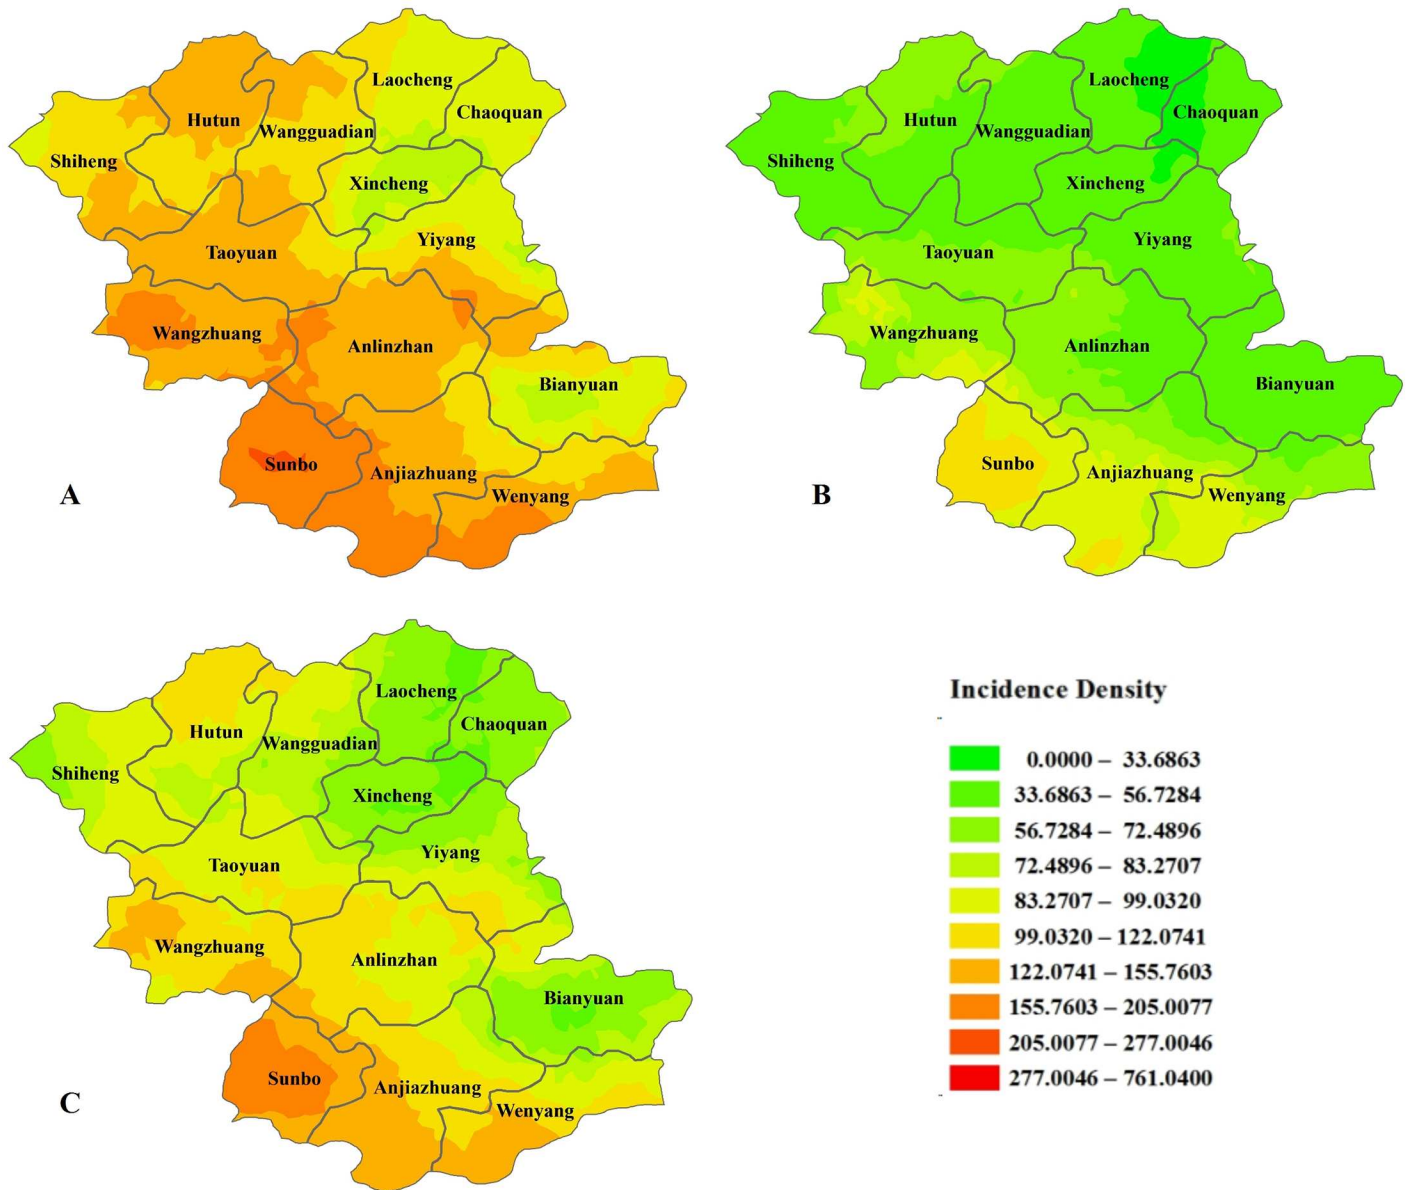 Laocheng
Chaoquan
Hutun
Wangguadian
Shiheng
Xincheng
Taoyuan
Yiyang
Wangzhuang
Anlinzhan
Bianyuan
Sunbo
Anjiazhuang
Wenyang
A
Laocheng
Chaoquan
Hutun
Wangguadian
Shiheng
Xincheng
Taoyuan
Yiyang
Wangzhuang
Anlinzhan
Bianyuan
Sunbo
Anjiazhuang
Wenyang
B
Laocheng
Chaoquan
Hutun
Wangguadian
Shiheng
Xincheng
Taoyuan
Yiyang
Wangzhuang
Anlinzhan
Bianyuan
Sunbo
Anjiazhuang
Wenyang
C
Incidence Density
0.0000 – 33.6863
33.6863 – 56.7284
56.7284 – 72.4896
72.4896 – 83.2707
83.2707 – 99.0320
99.0320 – 122.0741
122.0741 – 155.7603
155.7603 – 205.0077
205.0077 – 277.0046
277.0046 – 761.0400